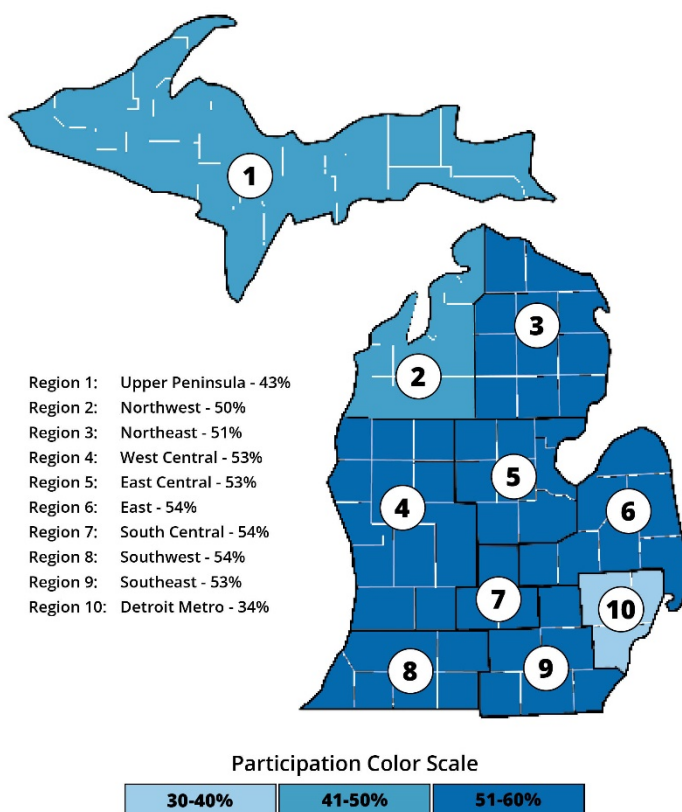 1
3
2
Region 1: Upper Peninsula - 43%
Region 2: Northwest - 50%
Region 3: Northeast - 51%
Region 4: West Central - 53%
Region 5: East Central - 53%
Region 6: East - 54%
Region 7: South Central - 54%
Region 8: Southwest - 54%
Region 9: Southeast - 53%
Region 10: Detroit Metro - 34%
5
4
6
7
10
8
9
Participation Color Scale
30-40% 41-50% 51-60%